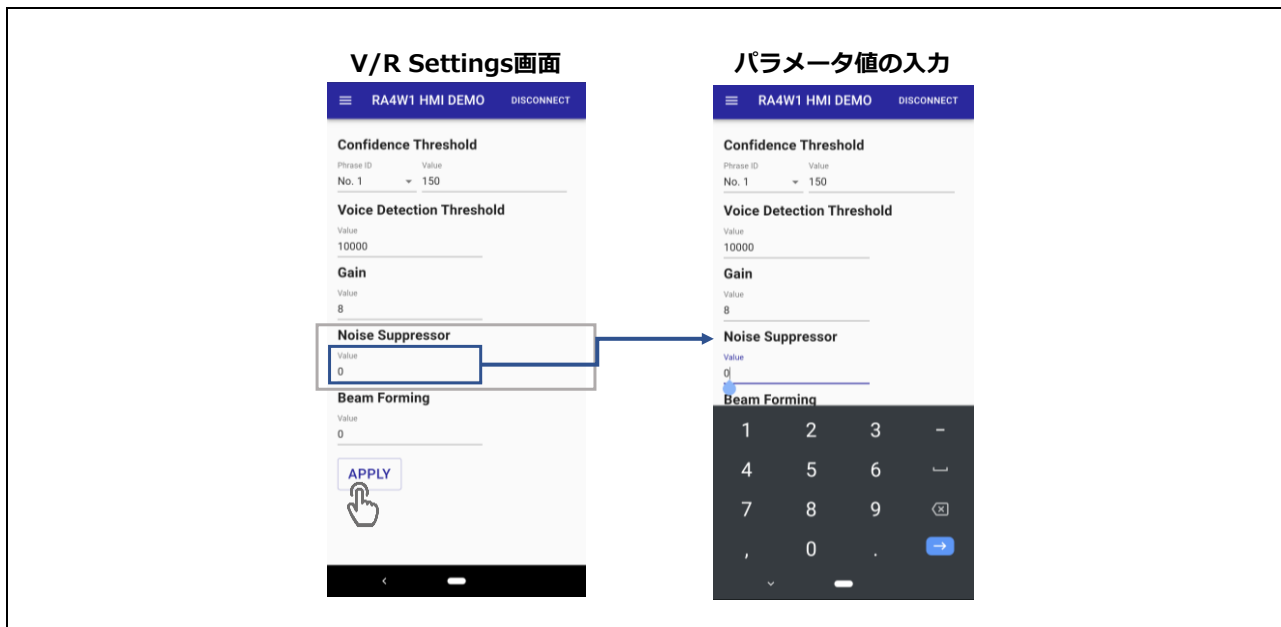 V/R Settings画面
RA4W1 HMI DEMO DISCONNECT
Confidence Threshold
Phrase ID Value
No. 1 150
Voice Detection Threshold
Value
10000
Gain
Value
8
Noise Suppressor
Value
0
Beam Forming
Value
0
APPLY
パラメータ値の入力
RA4W1 HMI DEMO DISCONNECT
Confidence Threshold
Phrase ID Value
No. 1 150
Voice Detection Threshold
Value
10000
Gain
Value
8
Noise Suppressor
Value
0
Beam Forming
1 2 3 -
4 5 6
7 8 9
, 0 .